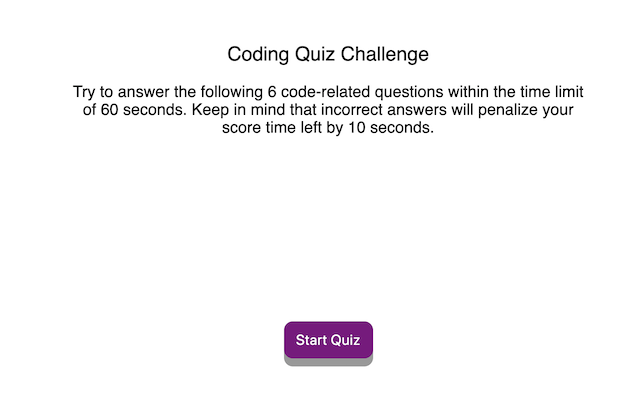 Coding Quiz Challenge
Try to answer the following 6 code-related questions within the time limit
of 60 seconds. Keep in mind that incorrect answers will penalize your
score time left by 10 seconds.
Start Quiz